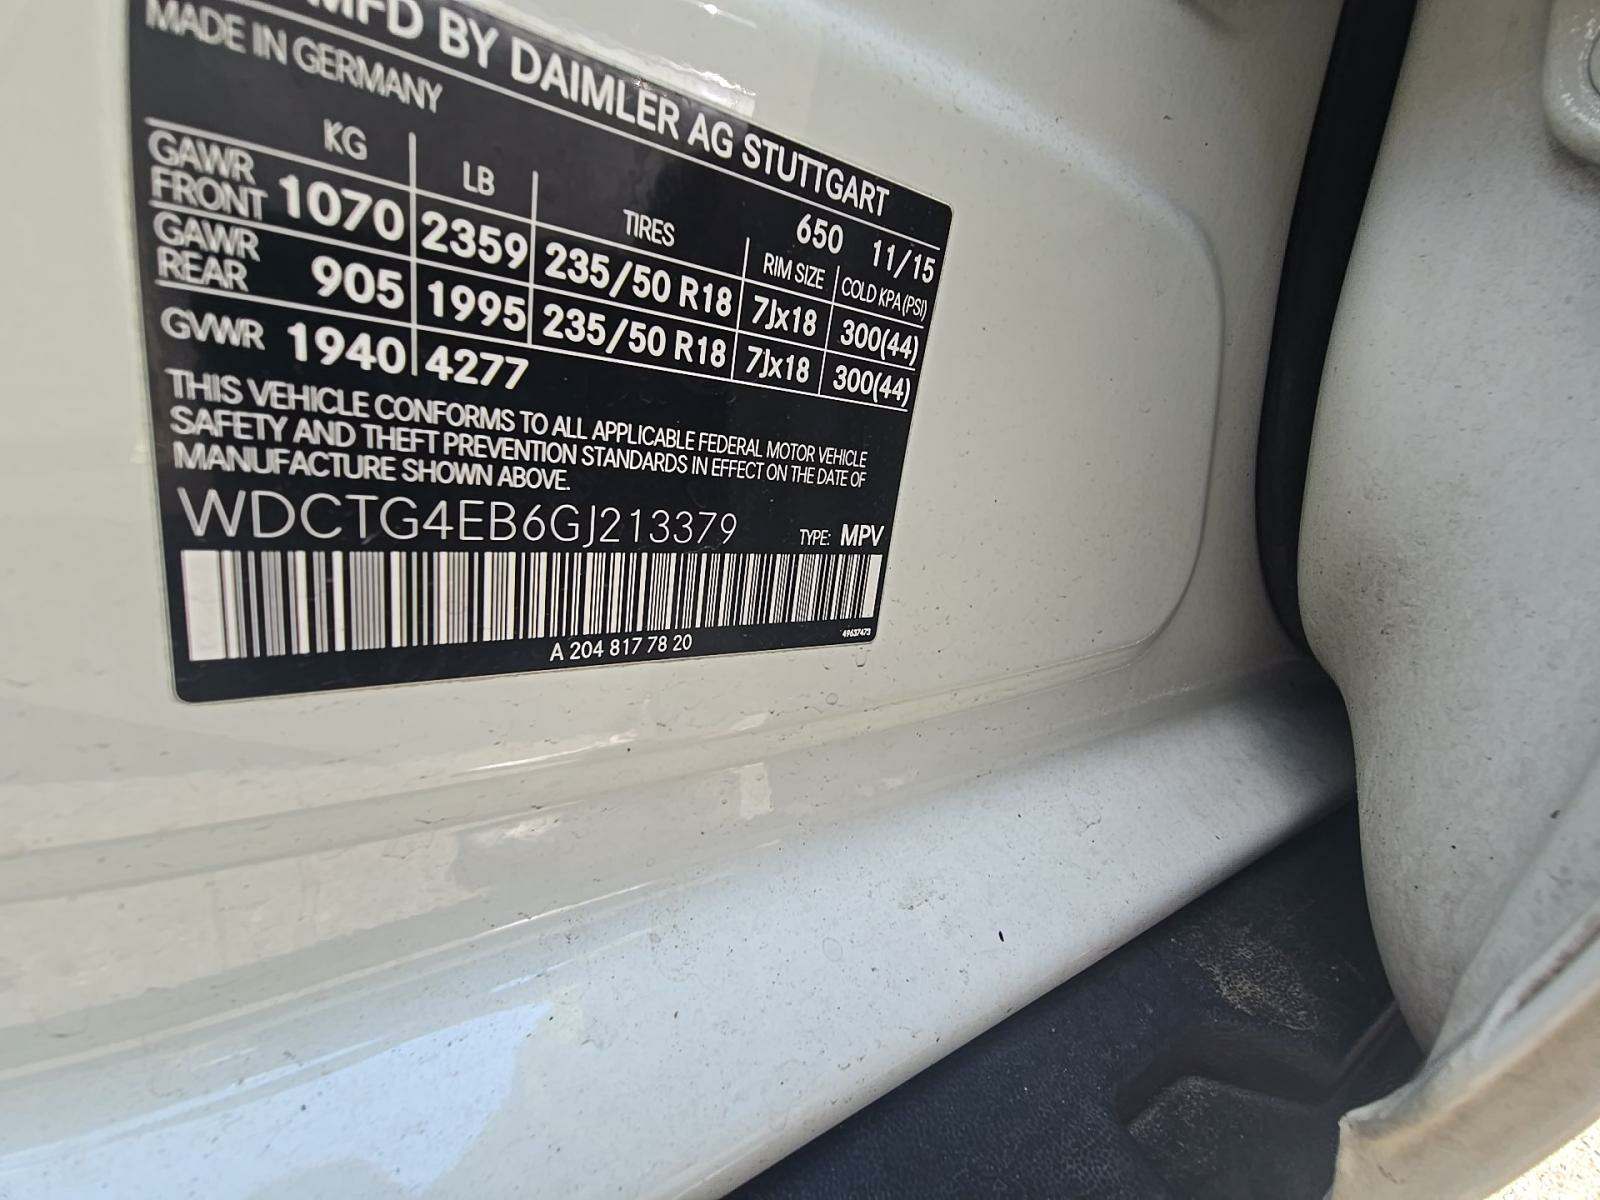 MFD BY DAIMLER AG STUTTGART
MADE IN GERMANY
650 11/15
KG LB TIRES RIM SIZE COLD KPA (PSI)
GAWR FRONT 1070 2359 235/50 R18 7Jx18 300(44)
GAWR REAR 905 1995 235/50 R18 7Jx18 300(44)
GVWR 1940 4277
THIS VEHICLE CONFORMS TO ALL APPLICABLE FEDERAL MOTOR VEHICLE
SAFETY AND THEFT PREVENTION STANDARDS IN EFFECT ON THE DATE OF
MANUFACTURE SHOWN ABOVE.
WDCTG4EB6GJ213379 TYPE: MPV
A 204 817 78 20
49637473